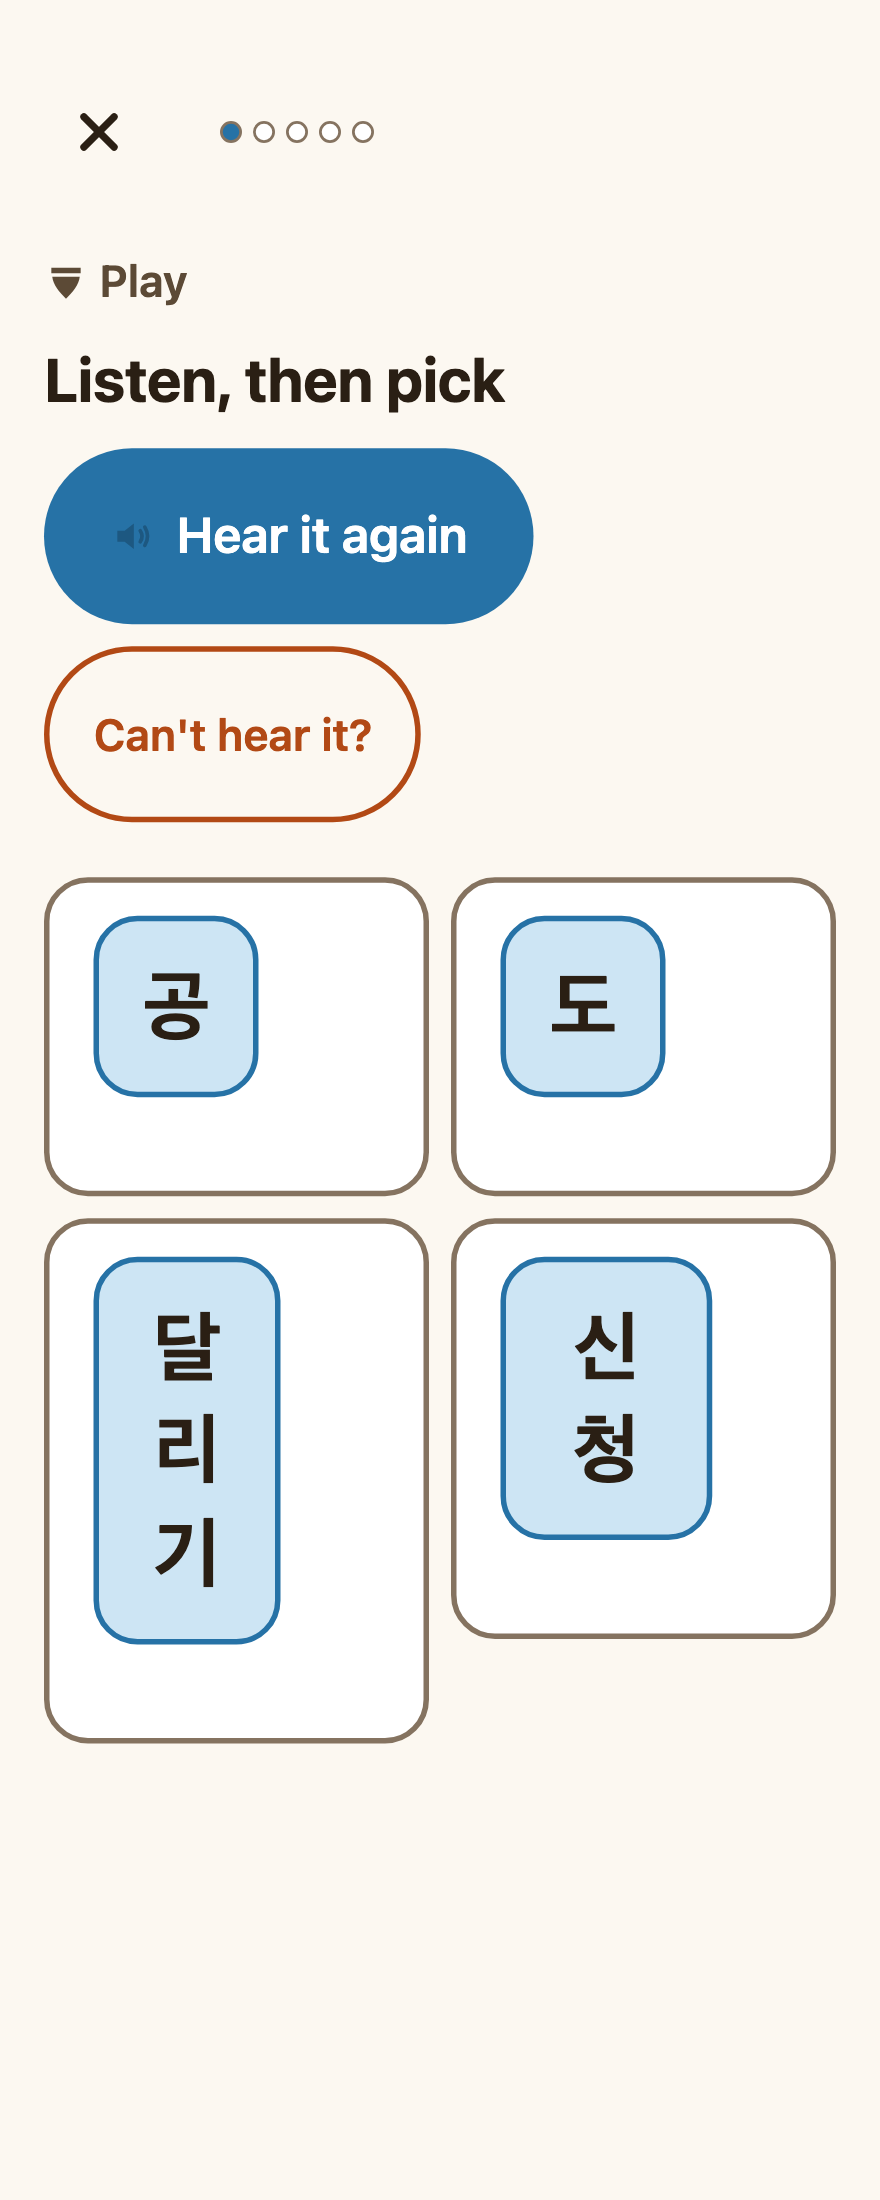 Play
Listen, then pick
Hear it again
Can't hear it?
공
도
달
리
기
신
청